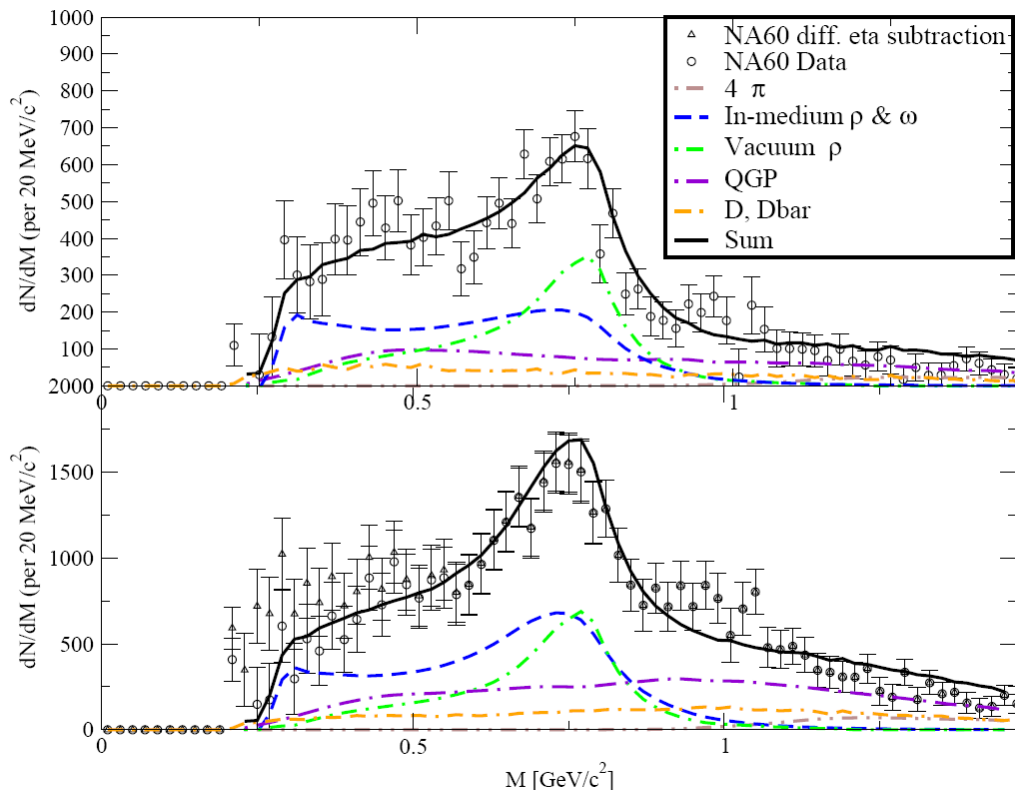 1000
900
800
700
600
500
400
300
200
100
2000
0
0.5
1
dN/dM (per 20 MeV/c²)
NA60 diff. eta subtraction
NA60 Data
4 π
In-medium ρ & ω
Vacuum ρ
QGP
D, Dbar
Sum
1500
1000
500
0
0
0.5
1
dN/dM (per 20 MeV/c²)
M [GeV/c²]